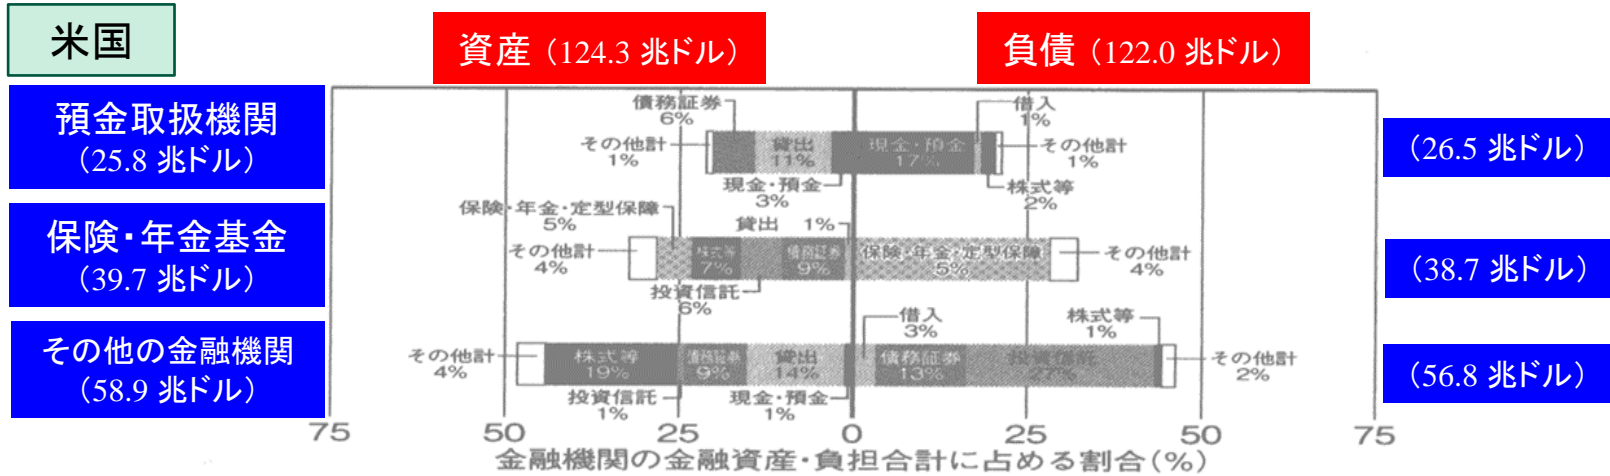 米国
資産（124.3 兆ドル）
負債（122.0 兆ドル）
預金取扱機関
（25.8 兆ドル）
債務証券
6%
その他計
1%
貸出
11%
現金・預金
3%
現金・預金
17%
借入
1%
その他計
1%
株式等
2%
（26.5 兆ドル）
保険・年金基金
（39.7 兆ドル）
保険・年金・定型保障
5%
その他計
4%
株式等
7%
投資信託
6%
貸出 1%
債務証券
9%
保険・年金・定型保障
5%
その他計
4%
（38.7 兆ドル）
その他の金融機関
（58.9 兆ドル）
その他計
4%
株式等
19%
投資信託
1%
債務証券
9%
貸出
14%
現金・預金
1%
借入
3%
債務証券
13%
投資信託
27%
株式等
1%
その他計
2%
（56.8 兆ドル）
75 50 25 0 25 50 75
金融機関の金融資産・負担合計に占める割合(%)